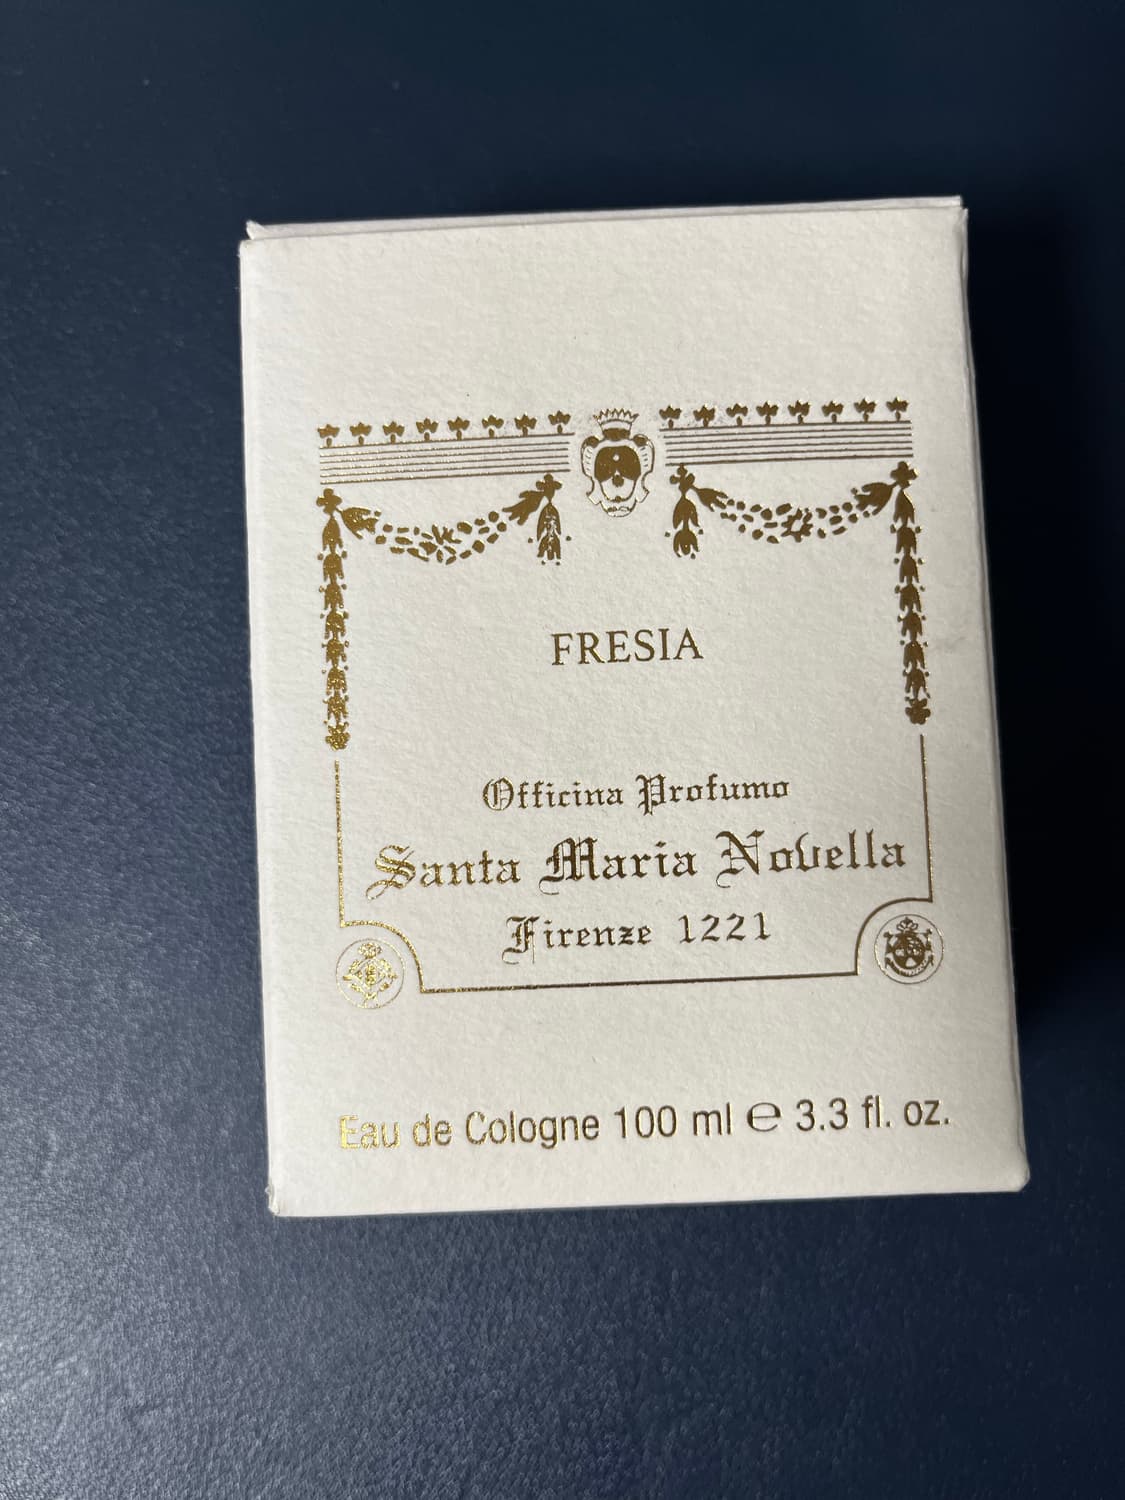 FRESIA
Officina Profumo
Santa Maria Novella
Firenze 1221
Eau de Cologne 100 ml ℮ 3.3 fl. oz.